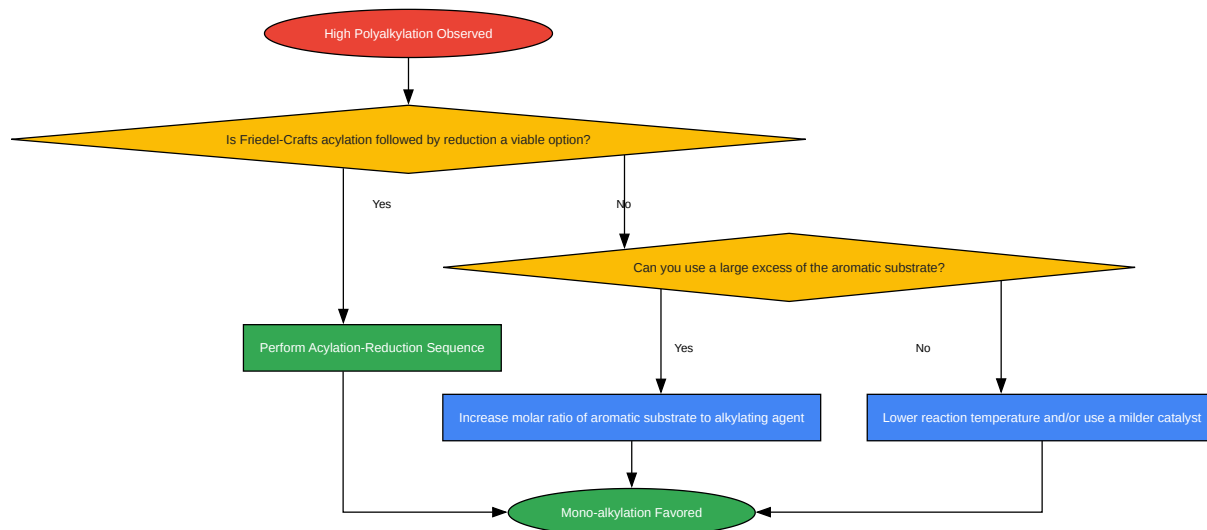 High Polyalkylation Observed
Is Friedel-Crafts acylation followed by reduction a viable option?
Yes
No
Can you use a large excess of the aromatic substrate?
Perform Acylation-Reduction Sequence
Yes
No
Increase molar ratio of aromatic substrate to alkylating agent
Lower reaction temperature and/or use a milder catalyst
Mono-alkylation Favored